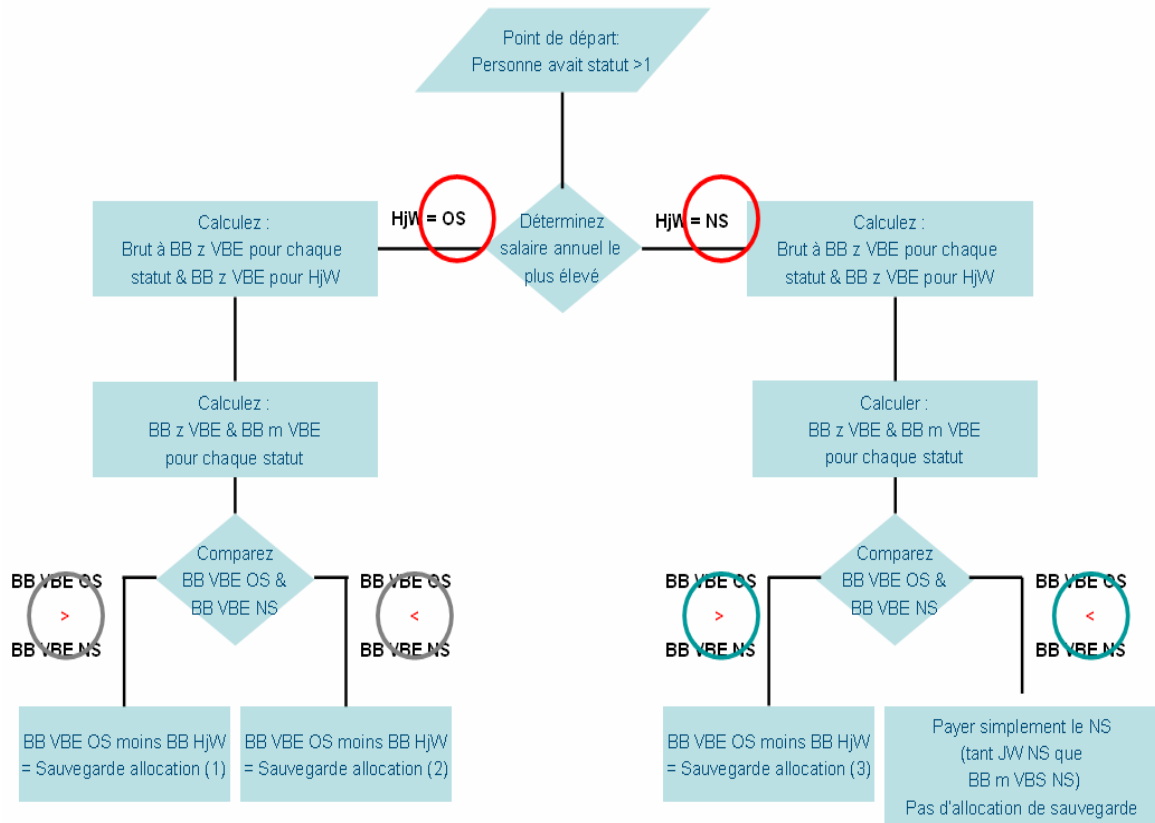 Point de départ:
Personne avait statut >1
HjW = OS
HjW = NS
Déterminez
salaire annuel le
plus élevé
Calculez :
Brut à BB z VBE pour chaque
statut & BB z VBE pour HjW
Calculez :
Brut à BB z VBE pour chaque
statut & BB z VBE pour HjW
Calculez :
BB z VBE & BB m VBE
pour chaque statut
Calculer :
BB z VBE & BB m VBE
pour chaque statut
Comparez
BB VBE OS &
BB VBE NS
Comparez
BB VBE OS &
BB VBE NS
BB VBE OS
>
BB VBE NS
BB VBE OS
<
BB VBE NS
BB VBE OS
>
BB VBE NS
BB VBE OS
<
BB VBE NS
BB VBE OS moins BB HjW
= Sauvegarde allocation (1)
BB VBE OS moins BB HjW
= Sauvegarde allocation (2)
BB VBE OS moins BB HjW
= Sauvegarde allocation (3)
Payer simplement le NS
(tant JW NS que
BB m VBS NS)
Pas d'allocation de sauvegarde